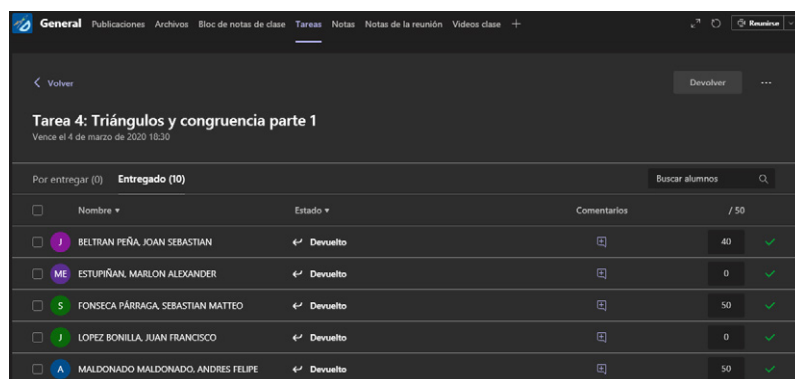 General Publicaciones Archivos Bloc de notas de clase Tareas Notas Notas de la reunión Videos clase + Reunirse
Volver
Devolver ...
Tarea 4: Triángulos y congruencia parte 1
Vence el 4 de marzo de 2020 18:30
Por entregar (0) Entregado (10) Buscar alumnos
Nombre Estado Comentarios / 50
J BELTRAN PEÑA, JOAN SEBASTIAN Devuelto 40
ME ESTUPIÑAN, MARLON ALEXANDER Devuelto 0
S FONSECA PÁRRAGA, SEBASTIAN MATTEO Devuelto 50
J LOPEZ BONILLA, JUAN FRANCISCO Devuelto 0
A MALDONADO MALDONADO, ANDRES FELIPE Devuelto 50